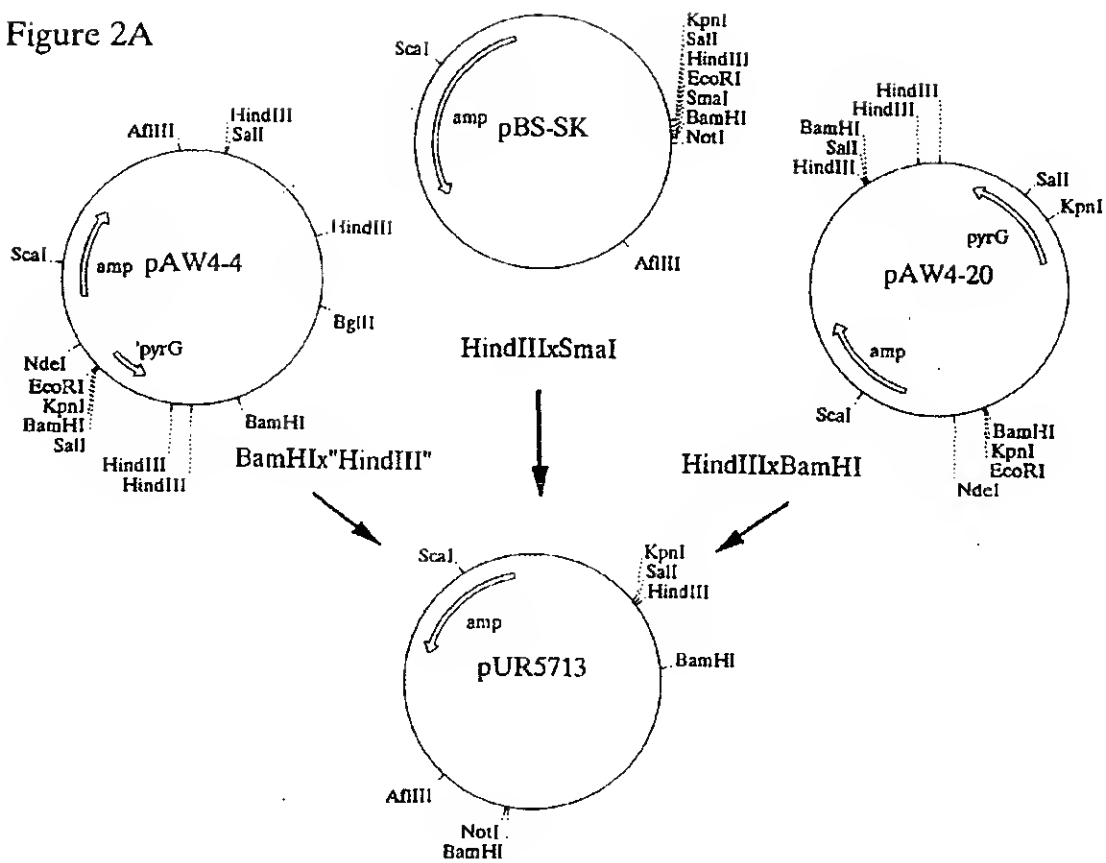 Figure 2A
ScaI
amp
pBS-SK
KpnI
SalI
HindIII
EcoRI
SmaI
BamHI
NotI
AflIII
AflIII
HindIII
SalI
HindIII
ScaI
amp
pAW4-4
BglII
'pyrG
NdeI
EcoRI
KpnI
BamHI
SalI
HindIII
HindIII
BamHI
HindIII
HindIII
BamHI
SalI
HindIII
SalI
KpnI
pyrG
pAW4-20
amp
ScaI
BamHI
KpnI
EcoRI
NdeI
HindIIIxSmaI
BamHIx"HindIII"
HindIIIxBamHI
ScaI
amp
pUR5713
KpnI
SalI
HindIII
BamHI
AflIII
NotI
BamHI